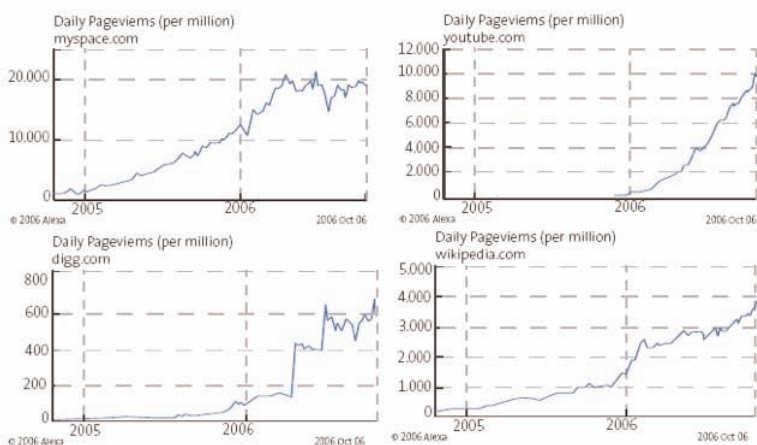 Daily Pageviems (per million)
myspace.com
20.000
10.000
0
2005
2006
© 2006 Alexa
2006 Oct 06
Daily Pageviems (per million)
youtube.com
12.000
10.000
8.000
6.000
4.000
2.000
0
2005
2006
© 2006 Alexa
2006 Oct 06
Daily Pageviems (per million)
digg.com
800
600
400
200
0
2005
2006
© 2006 Alexa
2006 Oct 06
Daily Pageviems (per million)
wikipedia.com
5.000
4.000
3.000
2.000
1.000
0
2005
2006
© 2006 Alexa
2006 Oct 06